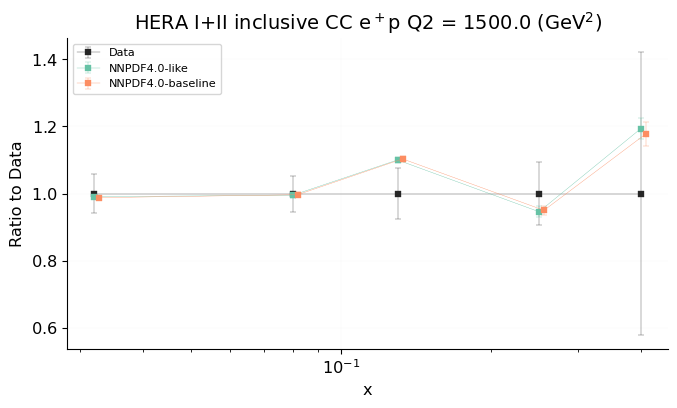 HERA I+II inclusive CC e⁺p Q2 = 1500.0 (GeV²)
Data
NNPDF4.0-like
NNPDF4.0-baseline
Ratio to Data
1.4
1.2
1.0
0.8
0.6
10⁻¹
x